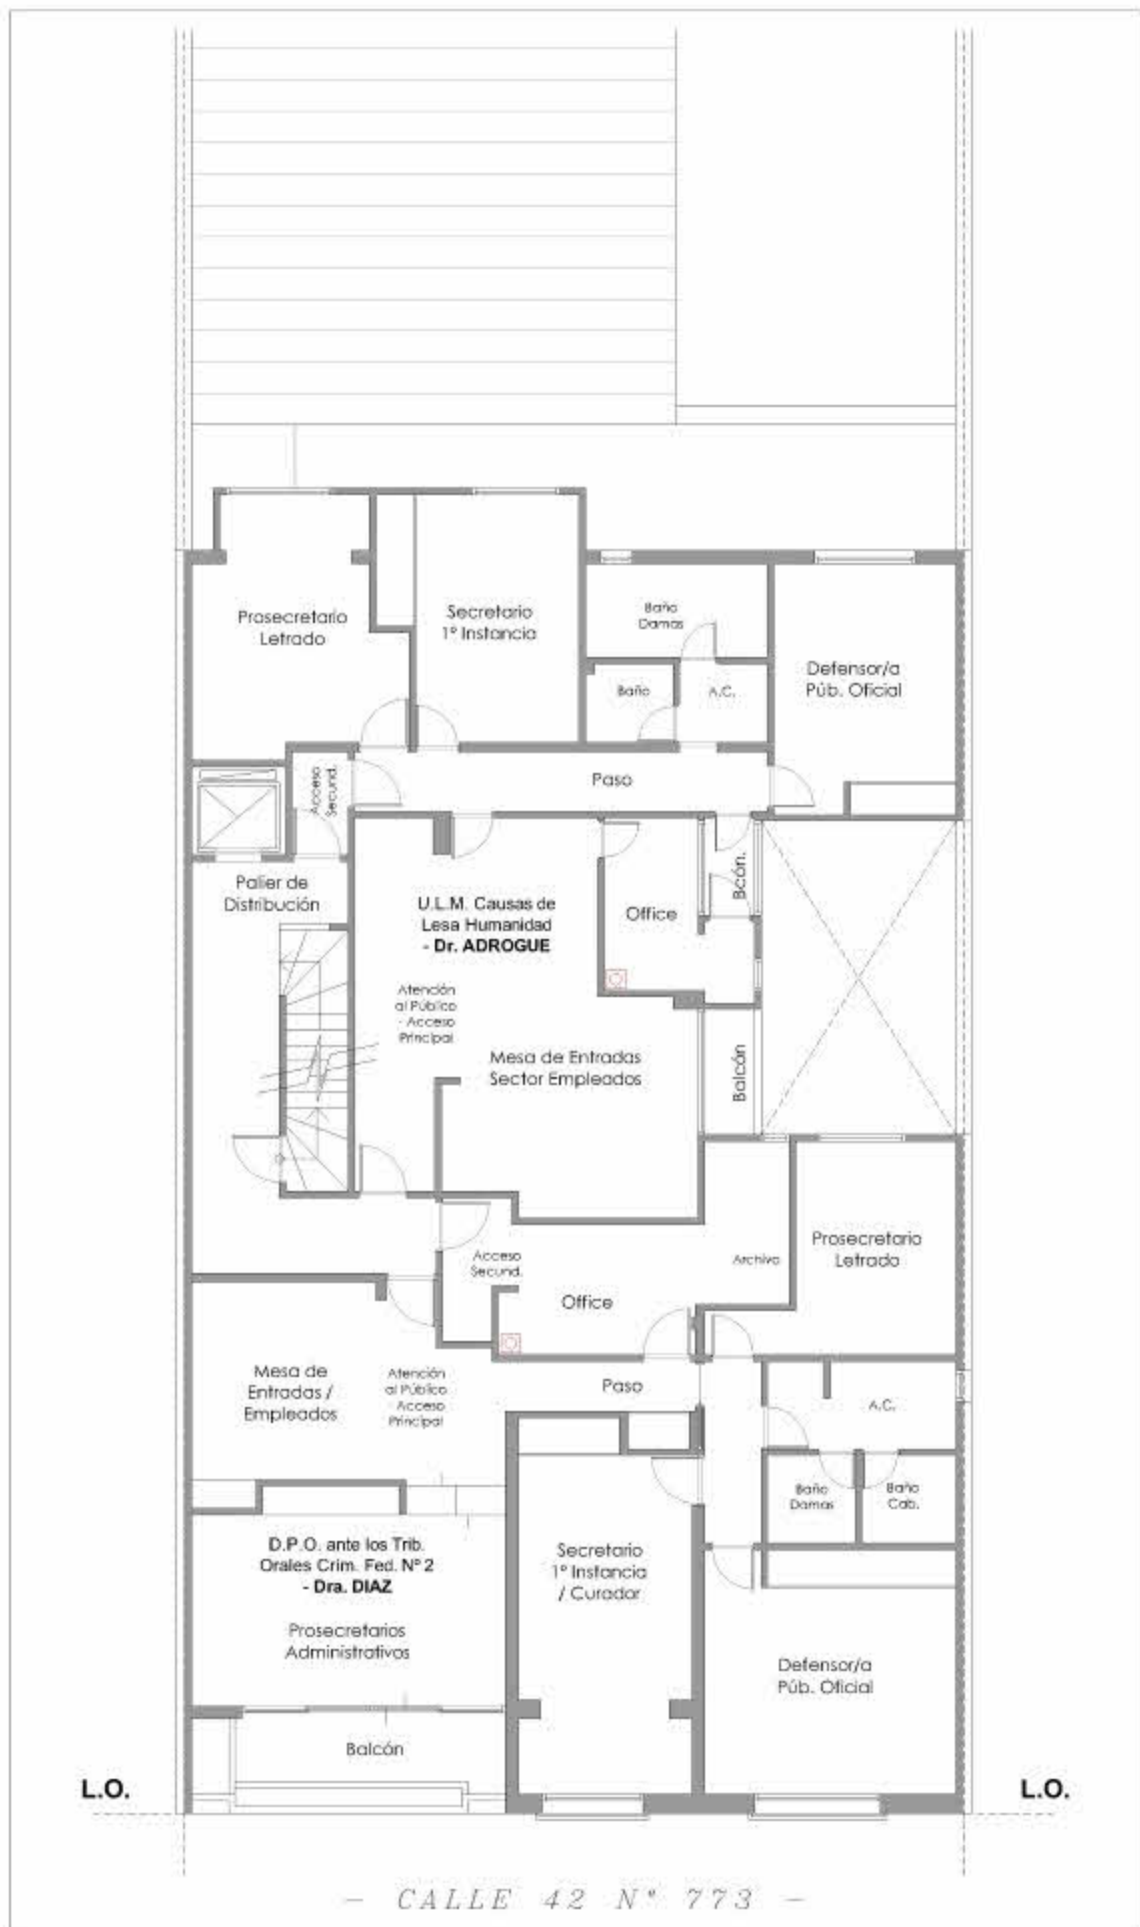 Prosecretario
Letrado
Secretario
1º Instancia
Baño
Damas
Baño
A.C.
Defensor/a
Púb. Oficial
Acceso
Secund.
Paso
Palier de
Distribución
U.L.M. Causas de
Lesa Humanidad
- Dr. ADROGUE
Office
Bcón.
Atención
al Público
- Acceso
Principal
Mesa de Entradas
Sector Empleados
Balcón
Acceso
Secund.
Office
Archivo
Prosecretario
Letrado
Mesa de
Entradas /
Empleados
Atención
al Público
- Acceso
Principal
Paso
A.C.
Baño
Damas
Baño
Cab.
D.P.O. ante los Trib.
Orales Crim. Fed. Nº 2
- Dra. DIAZ
Prosecretarios
Administrativos
Secretario
1º Instancia
/ Curador
Defensor/a
Púb. Oficial
Balcón
L.O.
L.O.
- CALLE 42 Nº 773 -